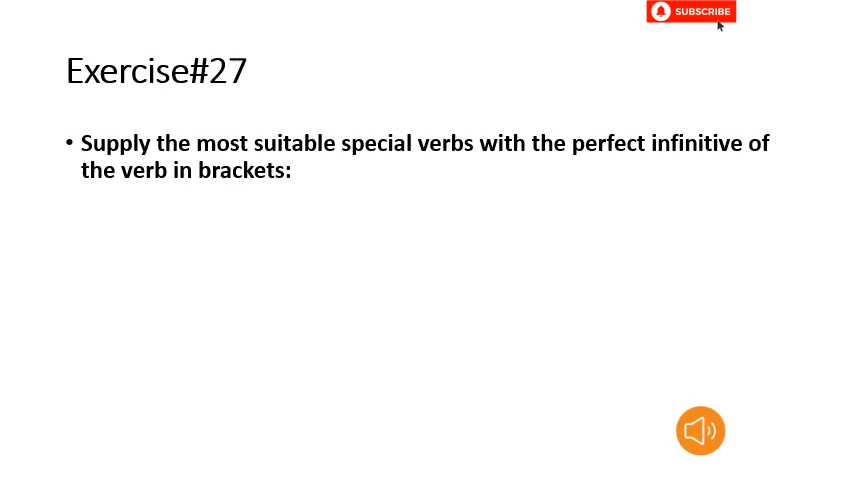 SUBSCRIBE
Exercise#27
• Supply the most suitable special verbs with the perfect infinitive of
the verb in brackets: